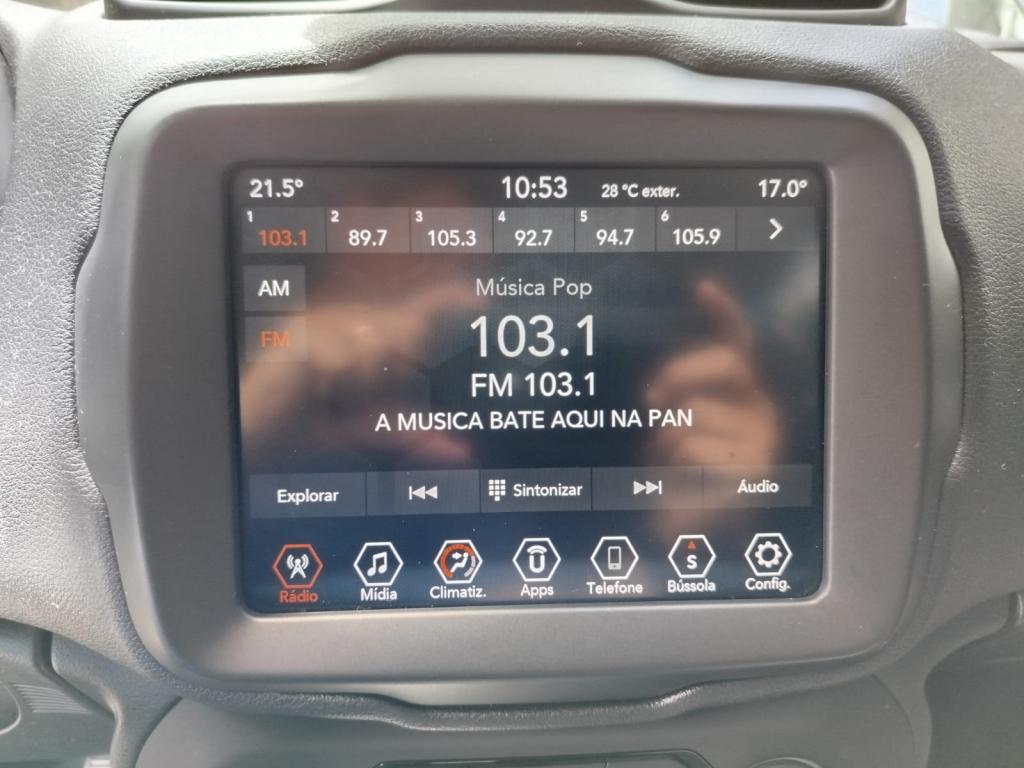 21.5° 10:53 28 °C exter. 17.0°
1 2 3 4 5 6
103.1 89.7 105.3 92.7 94.7 105.9
AM
Música Pop
103.1
FM
FM 103.1
A MUSICA BATE AQUI NA PAN
Explorar Sintonizar Áudio
U S
Rádio Mídia Climatiz. Apps Telefone Bússola Config.